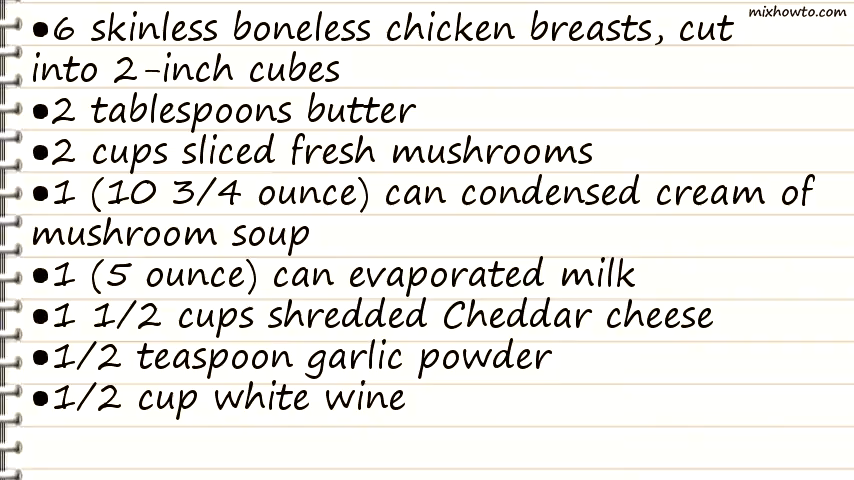 mixhowto.com
•6 skinless boneless chicken breasts, cut
into 2-inch cubes
•2 tablespoons butter
•2 cups sliced fresh mushrooms
•1 (10 3/4 ounce) can condensed cream of
mushroom soup
•1 (5 ounce) can evaporated milk
•1 1/2 cups shredded Cheddar cheese
•1/2 teaspoon garlic powder
•1/2 cup white wine